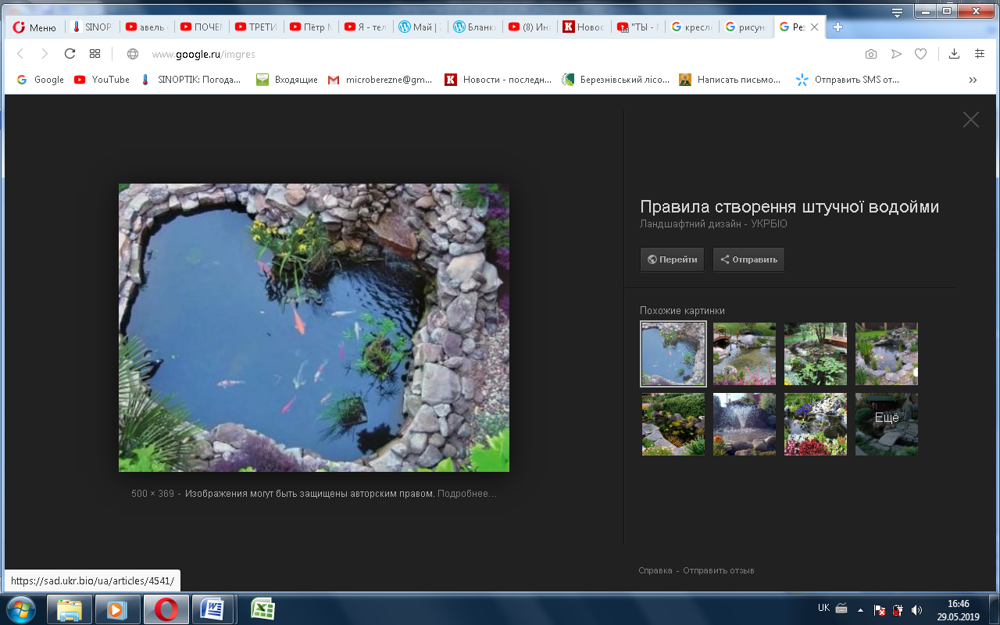 Меню
SINOP
авель
ПОЧЕ
ТРЕТИ
Пётр М
Я - тел
Май |
Бланк
(8) Ин
Новос
"ТЫ - 
кресл
рисун
Ре
www.google.ru/imgres
Google
YouTube
SINOPTIK: Погода...
Входящие
microberezne@gm...
Новости - последн...
Березнівський лісо...
Написать письмо...
Отправить SMS от...
»
Правила створення штучної водойми
Ландшафтний дизайн - УКРБІО
Перейти
Отправить
Похожие картинки
Ещё
500 × 369 - Изображения могут быть защищены авторским правом. Подробнее...
Справка - Отправить отзыв
https://sad.ukr.bio/ua/articles/4541/
UK
16:46
29.05.2019